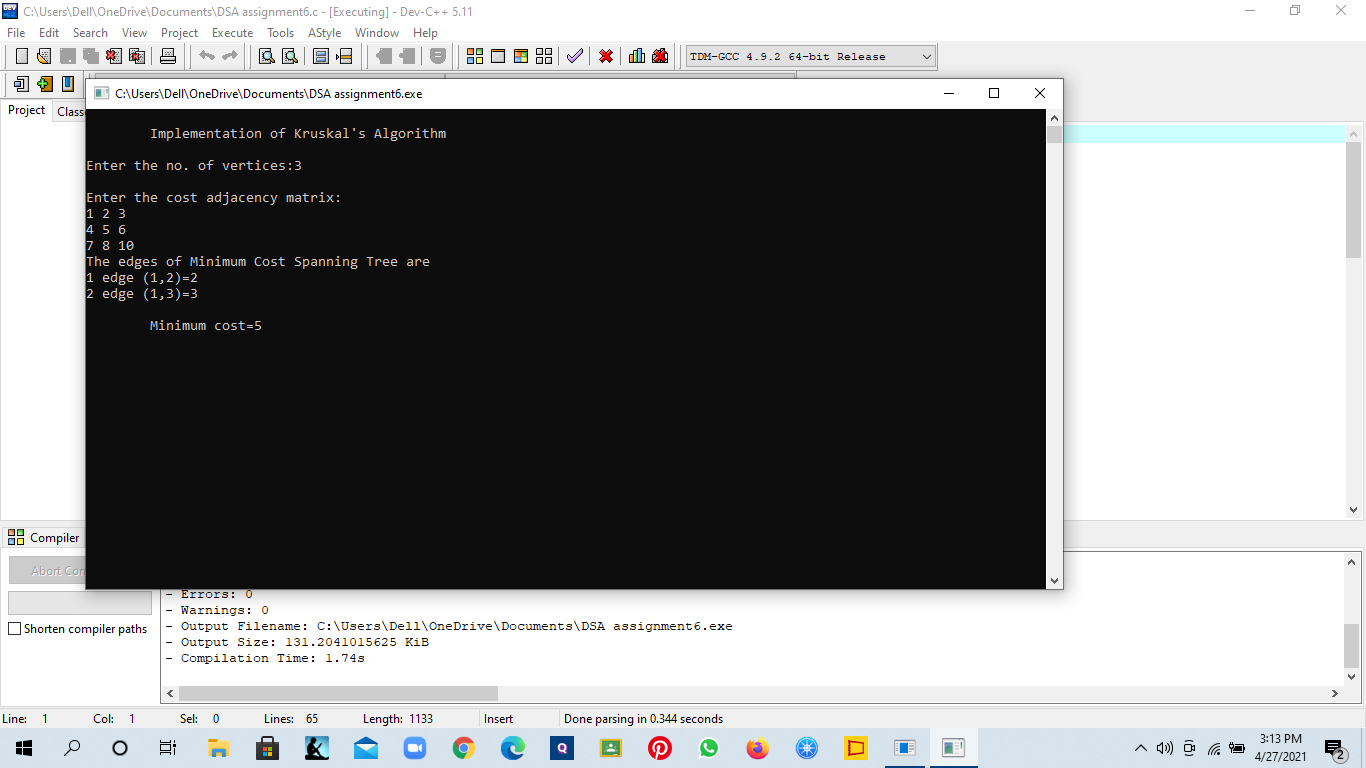 C:\Users\Dell\OneDrive\Documents\DSA assignment6.c - [Executing] - Dev-C++ 5.11
File Edit Search View Project Execute Tools AStyle Window Help
TDM-GCC 4.9.2 64-bit Release
Project Class
C:\Users\Dell\OneDrive\Documents\DSA assignment6.exe
Implementation of Kruskal's Algorithm
Enter the no. of vertices:3
Enter the cost adjacency matrix:
1 2 3
4 5 6
7 8 10
The edges of Minimum Cost Spanning Tree are
1 edge (1,2)=2
2 edge (1,3)=3
Minimum cost=5
Compiler
Abort Con
- Errors: 0
- Warnings: 0
- Output Filename: C:\Users\Dell\OneDrive\Documents\DSA assignment6.exe
- Output Size: 131.2041015625 KiB
- Compilation Time: 1.74s
Shorten compiler paths
Line: 1 Col: 1 Sel: 0 Lines: 65 Length: 1133 Insert Done parsing in 0.344 seconds
3:13 PM
4/27/2021
2